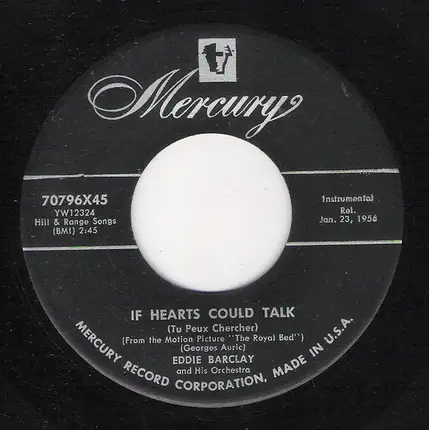 Mercury
70796X45
YW12324
Hill & Range Songs
(BMI) 2:45
Instrumental
Rel.
Jan. 23, 1956
IF HEARTS COULD TALK
(Tu Peux Chercher)
(From the Motion Picture "The Royal Bed")
(Georges Auric)
EDDIE BARCLAY
and His Orchestra
MERCURY RECORD CORPORATION, MADE IN U.S.A.